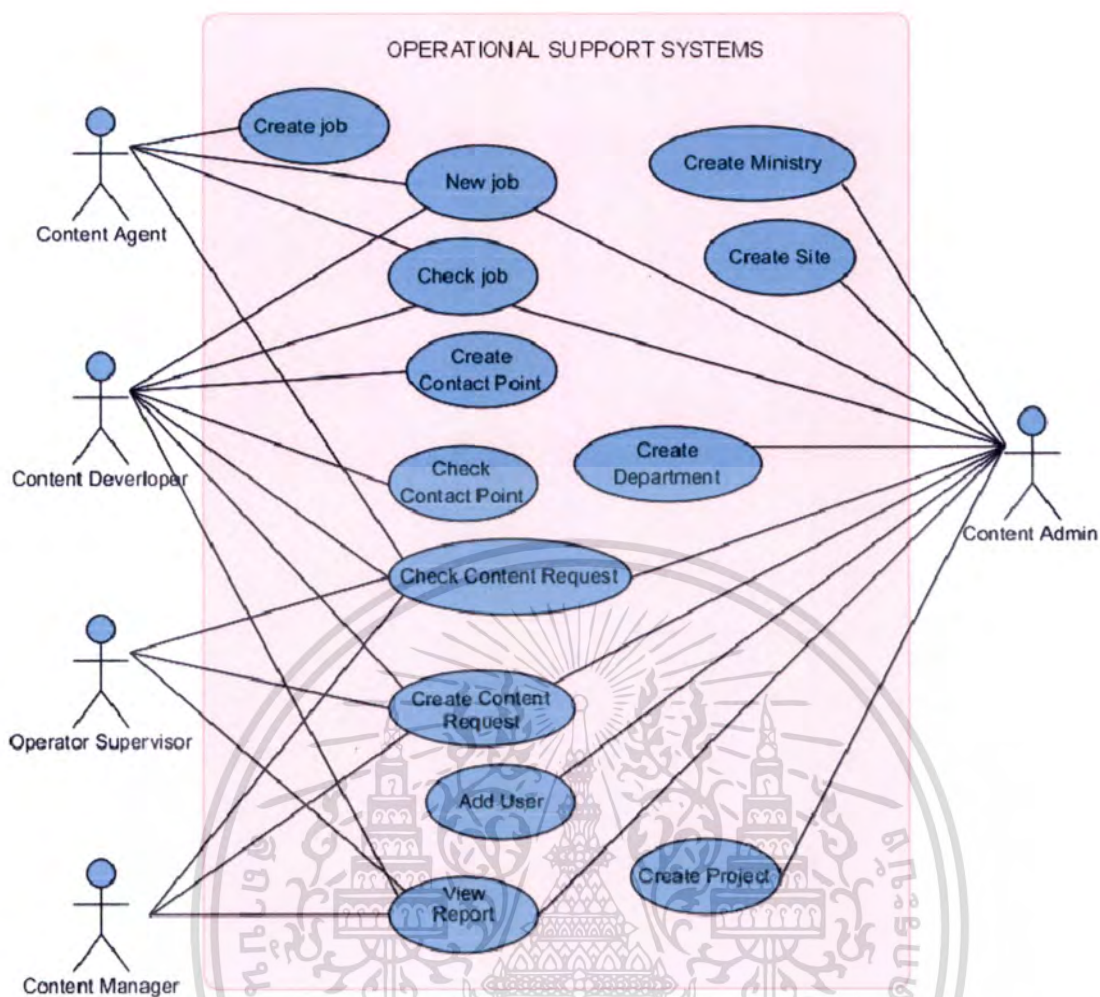 OPERATIONAL SUPPORT SYSTEMS
Create job
Create Ministry
New job
Content Agent
Create Site
Check job
Create
Contact Point
Create
Department
Content Deverloper
Check
Contact Point
Content Admin
Check Content Request
Create Content
Request
Operator Supervisor
Add User
Create Project
View
Report
Content Manager